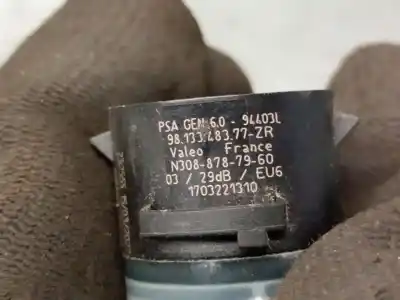 PSA GEN 6.0 - 94403L
98.133.483.77-ZR
Valeo France
N308-878-79-60
03 / 29dB / EU6
1703221310